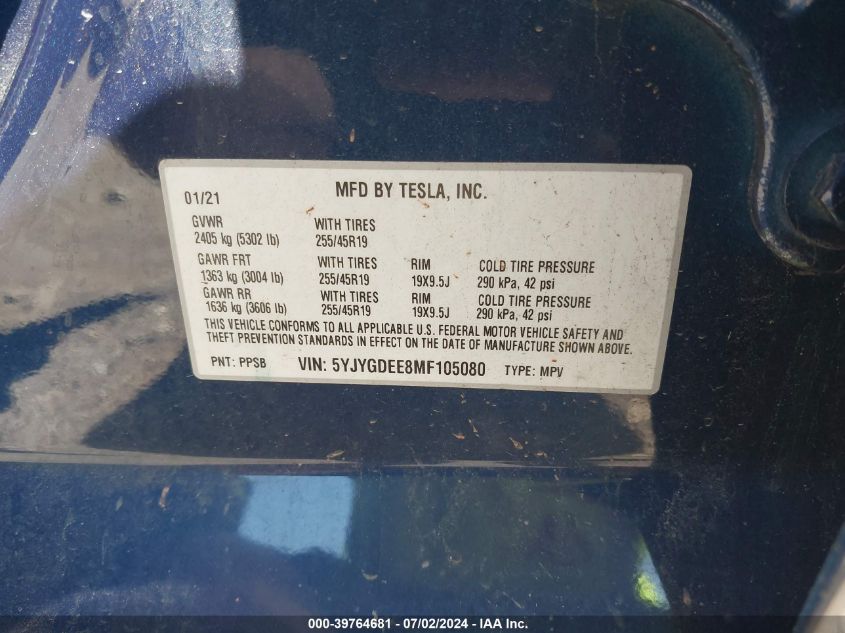 01/21 MFD BY TESLA, INC.
GVWR WITH TIRES
2405 kg (5302 lb) 255/45R19
GAWR FRT WITH TIRES RIM COLD TIRE PRESSURE
1363 kg (3004 lb) 255/45R19 19X9.5J 290 kPa, 42 psi
GAWR RR WITH TIRES RIM COLD TIRE PRESSURE
1636 kg (3606 lb) 255/45R19 19X9.5J 290 kPa, 42 psi
THIS VEHICLE CONFORMS TO ALL APPLICABLE U.S. FEDERAL MOTOR VEHICLE SAFETY AND
THEFT PREVENTION STANDARDS IN EFFECT ON THE DATE OF MANUFACTURE SHOWN ABOVE.
PNT: PPSB VIN: 5YJYGDEE8MF105080 TYPE: MPV
000-39764681 - 07/02/2024 - IAA Inc.